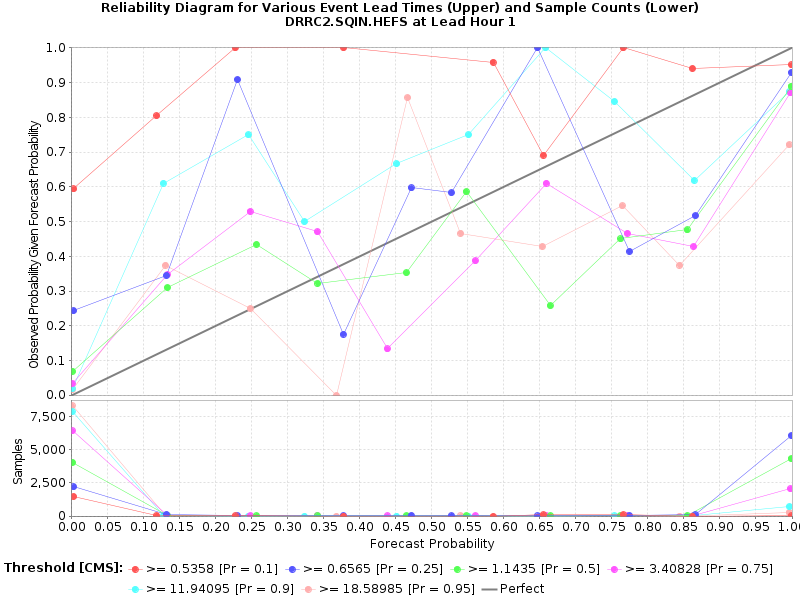 Reliability Diagram for Various Event Lead Times (Upper) and Sample Counts (Lower)
DRRC2.SQIN.HEFS at Lead Hour 1
Observed Probability Given Forecast Probability
1.0
0.9
0.8
0.7
0.6
0.5
0.4
0.3
0.2
0.1
0.0
Samples
7,500
5,000
2,500
0
0.00 0.05 0.10 0.15 0.20 0.25 0.30 0.35 0.40 0.45 0.50 0.55 0.60 0.65 0.70 0.75 0.80 0.85 0.90 0.95 1.00
Forecast Probability
Threshold [CMS]: >= 0.5358 [Pr = 0.1] >= 0.6565 [Pr = 0.25] >= 1.1435 [Pr = 0.5] >= 3.40828 [Pr = 0.75]
>= 11.94095 [Pr = 0.9] >= 18.58985 [Pr = 0.95] Perfect